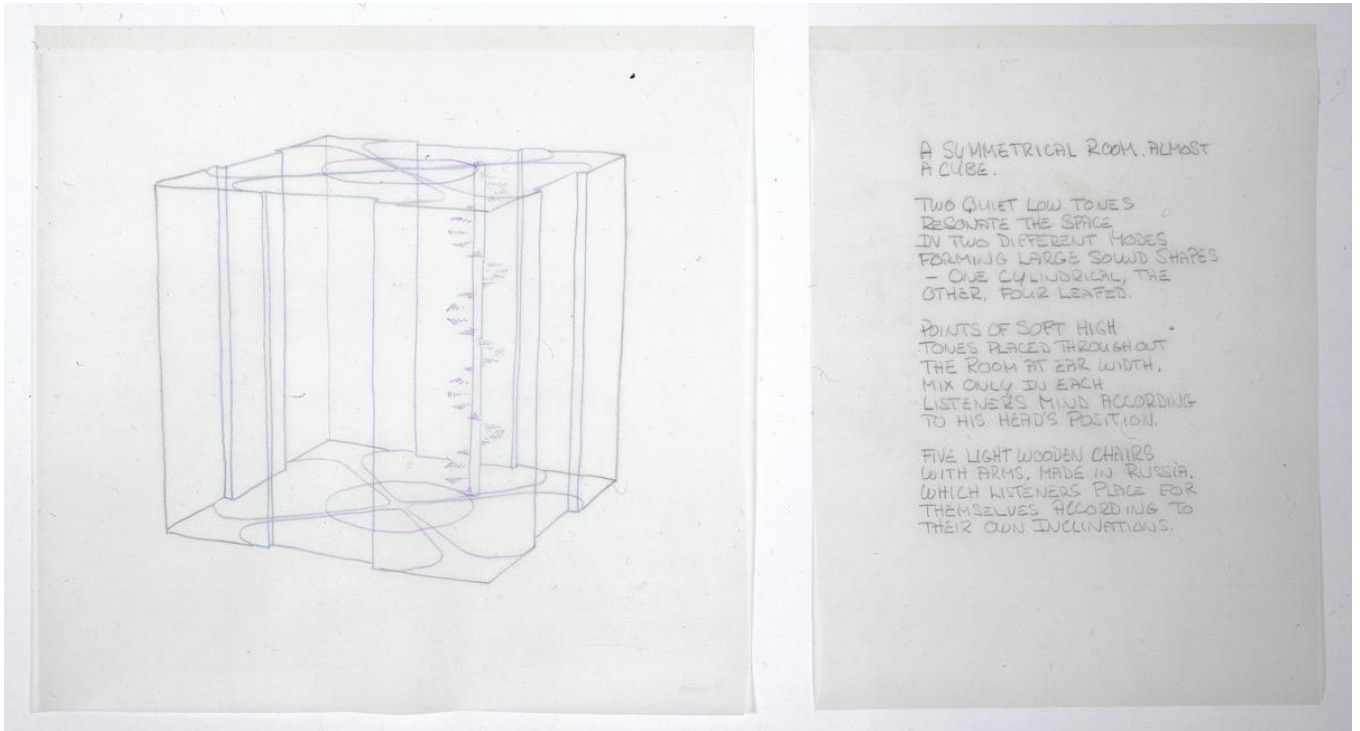 A SYMMETRICAL ROOM. ALMOST
A CUBE.
TWO QUIET LOW TONES
RESONATE THE SPACE
IN TWO DIFFERENT MODES
FORMING LARGE SOUND SHAPES
– ONE CYLINDRICAL, THE
OTHER, FOUR LEAFED.
POINTS OF SOFT HIGH
TONES PLACED THROUGHOUT
THE ROOM AT EAR WIDTH,
MIX ONLY IN EACH
LISTENERS MIND ACCORDING
TO HIS HEAD'S POSITION.
FIVE LIGHT WOODEN CHAIRS
WITH ARMS, MADE IN RUSSIA,
WHICH LISTENERS PLACE FOR
THEMSELVES ACCORDING TO
THEIR OWN INCLINATIONS.